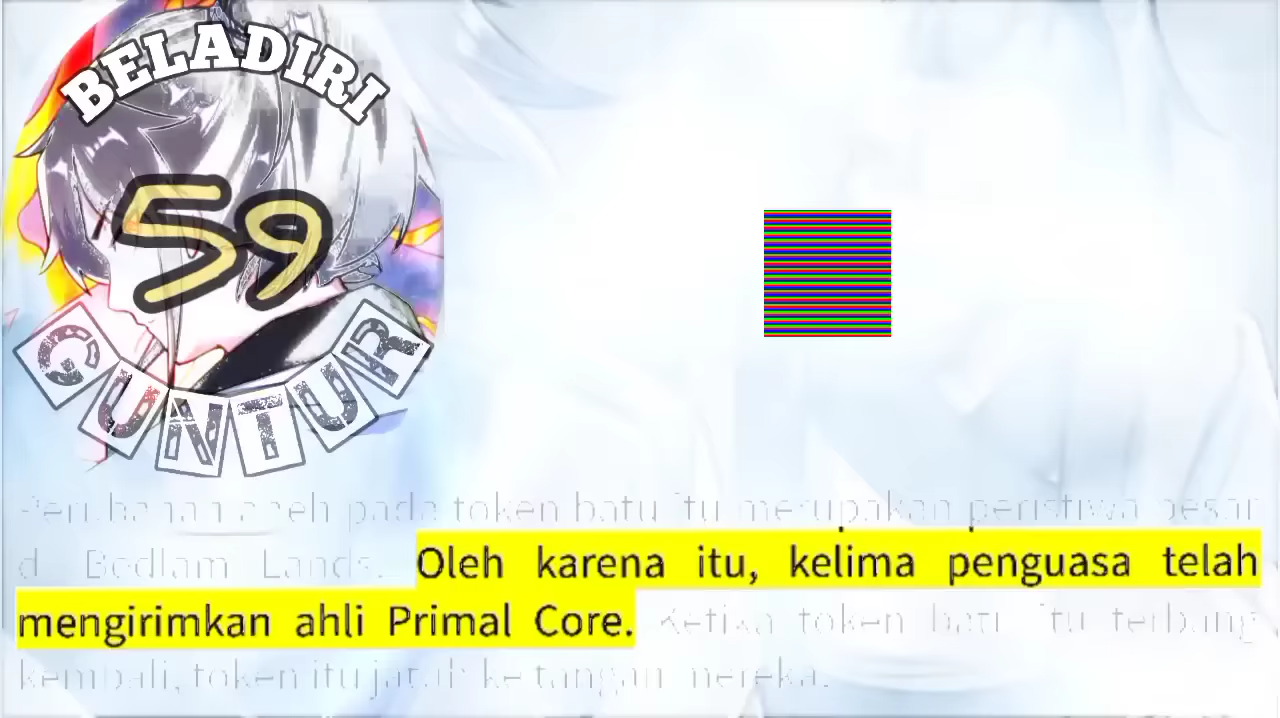 BELADIRI
59
GUNTUR
Perubahan aneh pada token batu itu merupakan peristiwa besar
di Bedlam Lands. Oleh karena itu, kelima penguasa telah
mengirimkan ahli Primal Core. Ketika token batu itu terbang
kembali, token itu jatuh ke tangan mereka.